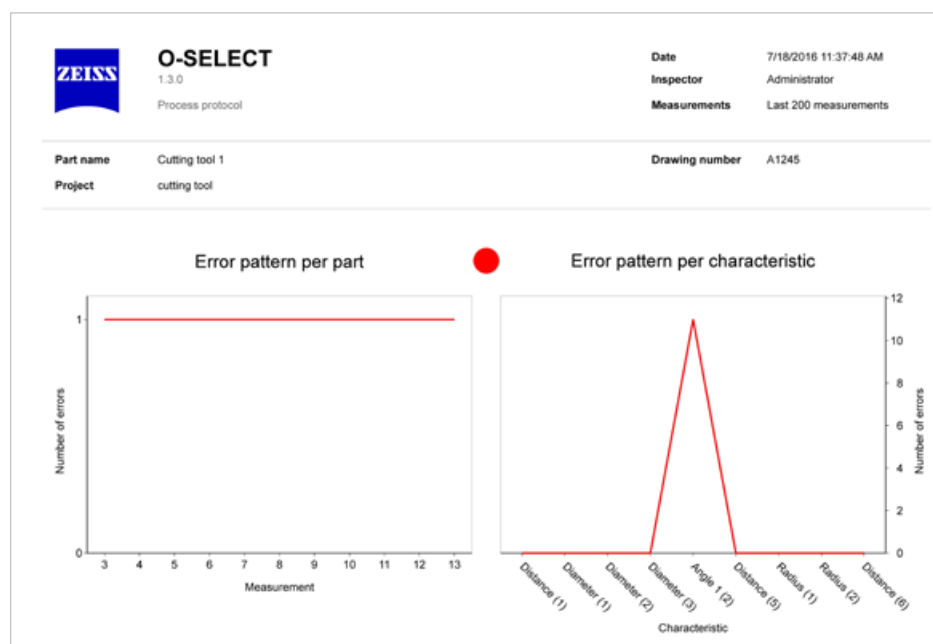 ZEISS
O-SELECT
1.3.0
Process protocol
Date 7/18/2016 11:37:48 AM
Inspector Administrator
Measurements Last 200 measurements
Part name Cutting tool 1
Project cutting tool
Drawing number A1245
Error pattern per part
1
0
Number of errors
3 4 5 6 7 8 9 10 11 12 13
Measurement
Error pattern per characteristic
12
10
8
6
4
2
0
Number of errors
Distance (1)
Diameter (1)
Diameter (2)
Diameter (3)
Angle 1 (2)
Distance (5)
Radius (1)
Radius (2)
Distance (6)
Characteristic